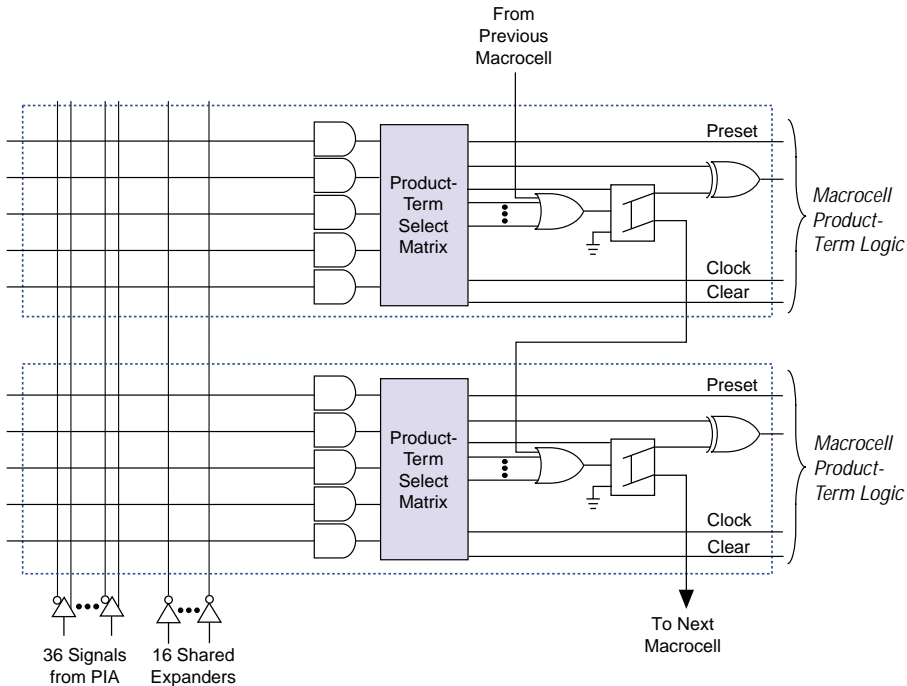 From
Previous
Macrocell
Preset
Product-
Term
Select
Matrix
Macrocell
Product-
Term Logic
Clock
Clear
Preset
Product-
Term
Select
Matrix
Macrocell
Product-
Term Logic
Clock
Clear
36 Signals
from PIA
16 Shared
Expanders
To Next
Macrocell